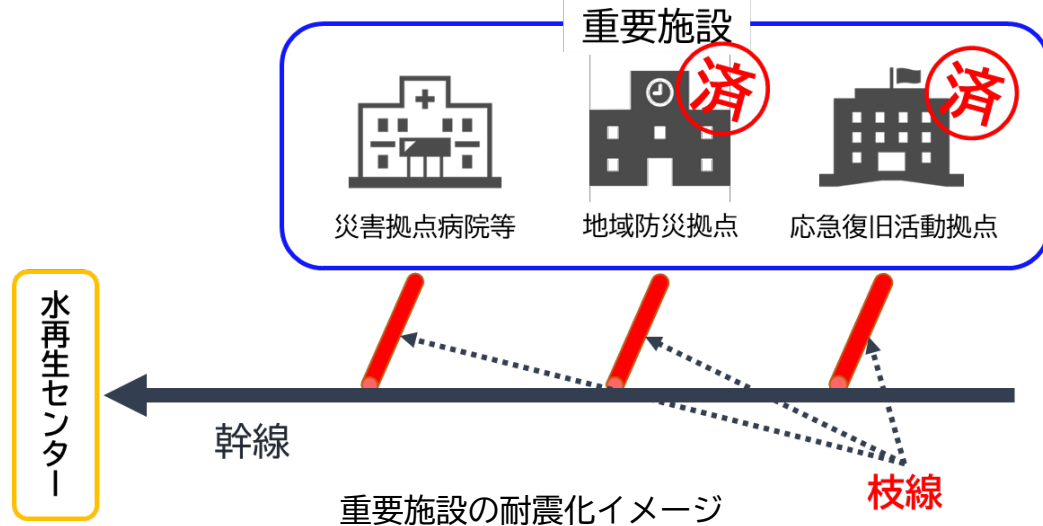 重要施設
済
済
災害拠点病院等
地域防災拠点
応急復旧活動拠点
水再生センター
幹線
枝線
重要施設の耐震化イメージ